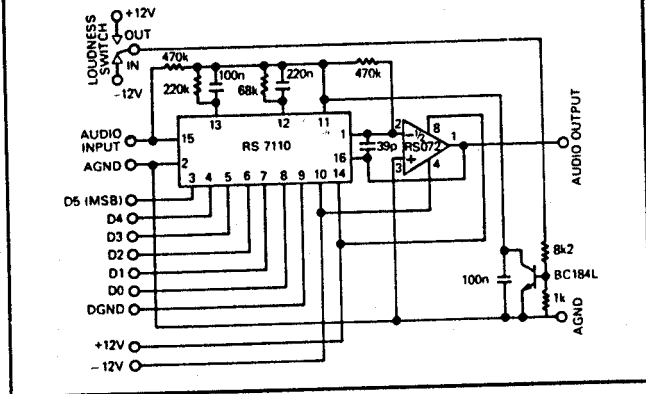 +12V
OUT
LOUDNESS
SWITCH
IN
-12V
470k
220k
100n
68k
220n
470k
13
12
11
AUDIO
INPUT
15
RS 7110
1
39p
2
-
½
RS072
8
1
AUDIO OUTPUT
AGND
2
16
+
3
4
3 4 5 6 7 8 9 10 14
D5 (MSB)
D4
D3
D2
D1
D0
DGND
+12V
-12V
8k2
100n
BC184L
1k
AGND